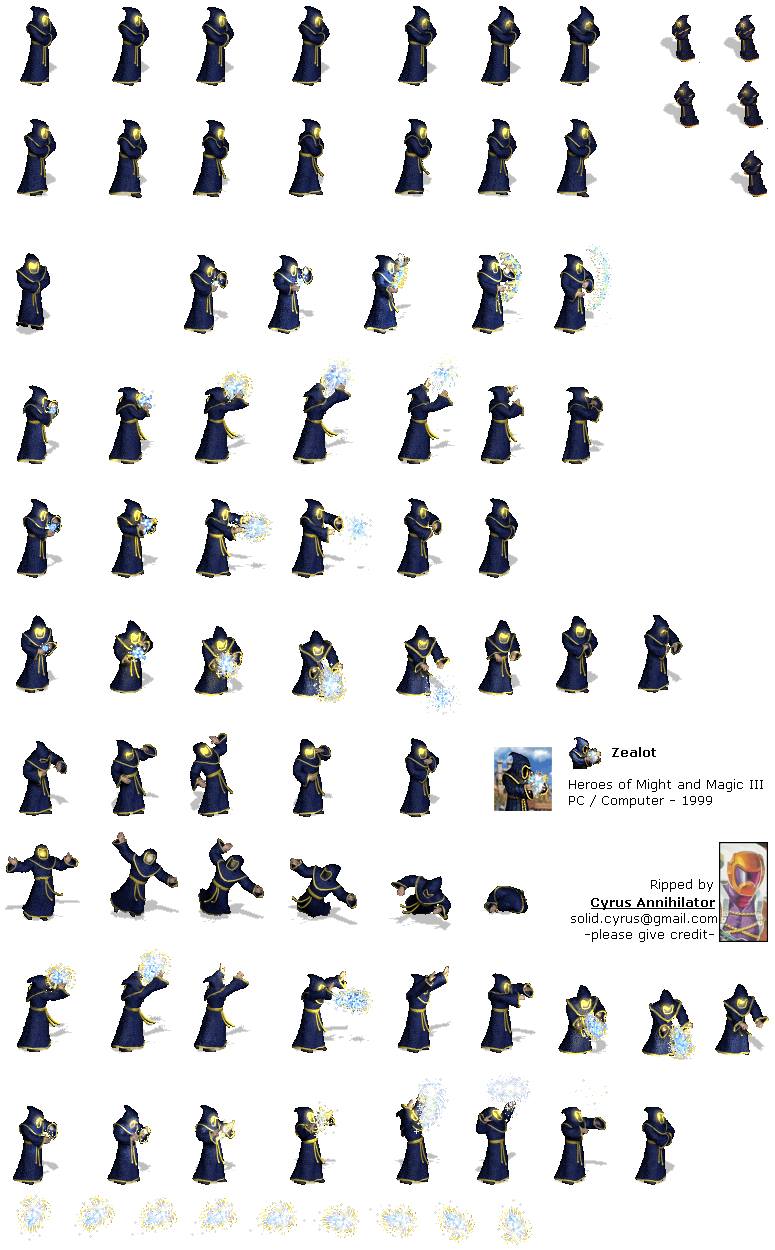 Zealot
Heroes of Might and Magic III
PC / Computer - 1999
Ripped by
Cyrus Annihilator
solid.cyrus@gmail.com
-please give credit-